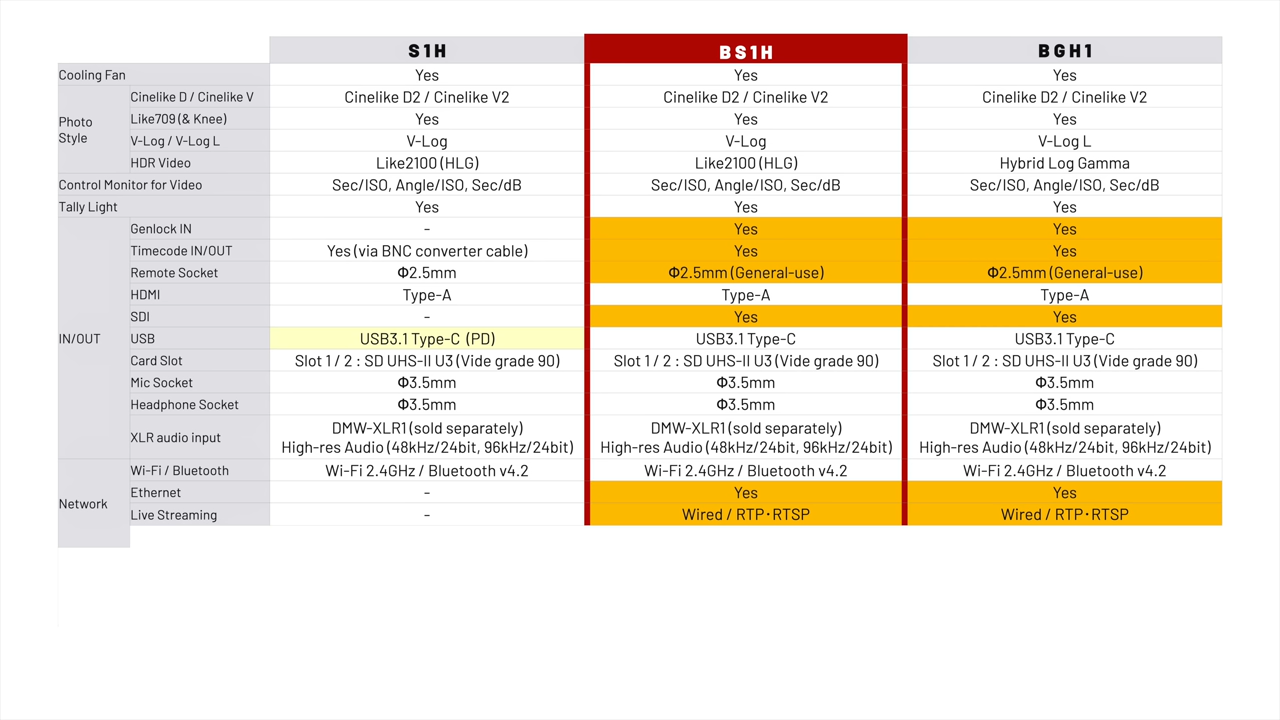 S1H BS1H BGH1
Cooling Fan Yes Yes Yes
Photo Style
Cinelike D / Cinelike V Cinelike D2 / Cinelike V2 Cinelike D2 / Cinelike V2 Cinelike D2 / Cinelike V2
Like709 (& Knee) Yes Yes Yes
V-Log / V-Log L V-Log V-Log V-Log L
HDR Video Like2100 (HLG) Like2100 (HLG) Hybrid Log Gamma
Control Monitor for Video Sec/ISO, Angle/ISO, Sec/dB Sec/ISO, Angle/ISO, Sec/dB Sec/ISO, Angle/ISO, Sec/dB
Tally Light Yes Yes Yes
IN/OUT
Genlock IN - Yes Yes
Timecode IN/OUT Yes (via BNC converter cable) Yes Yes
Remote Socket Φ2.5mm Φ2.5mm (General-use) Φ2.5mm (General-use)
HDMI Type-A Type-A Type-A
SDI - Yes Yes
USB USB3.1 Type-C (PD) USB3.1 Type-C USB3.1 Type-C
Card Slot Slot 1 / 2 : SD UHS-II U3 (Vide grade 90) Slot 1 / 2 : SD UHS-II U3 (Vide grade 90) Slot 1 / 2 : SD UHS-II U3 (Vide grade 90)
Mic Socket Φ3.5mm Φ3.5mm Φ3.5mm
Headphone Socket Φ3.5mm Φ3.5mm Φ3.5mm
XLR audio input DMW-XLR1 (sold separately) DMW-XLR1 (sold separately) DMW-XLR1 (sold separately)
High-res Audio (48kHz/24bit, 96kHz/24bit) High-res Audio (48kHz/24bit, 96kHz/24bit) High-res Audio (48kHz/24bit, 96kHz/24bit)
Network
Wi-Fi / Bluetooth Wi-Fi 2.4GHz / Bluetooth v4.2 Wi-Fi 2.4GHz / Bluetooth v4.2 Wi-Fi 2.4GHz / Bluetooth v4.2
Ethernet - Yes Yes
Live Streaming - Wired / RTP・RTSP Wired / RTP・RTSP